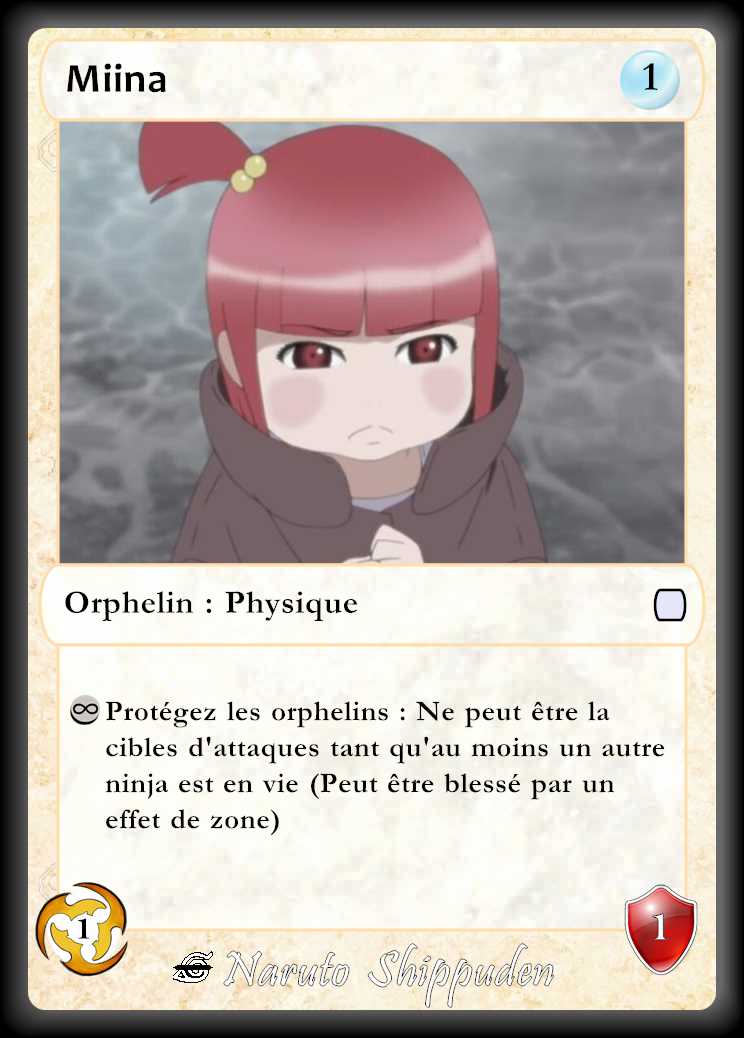 Miina
1
Orphelin : Physique
Protégez les orphelins : Ne peut être la
cibles d'attaques tant qu'au moins un autre
ninja est en vie (Peut être blessé par un
effet de zone)
1
1
Naruto Shippuden